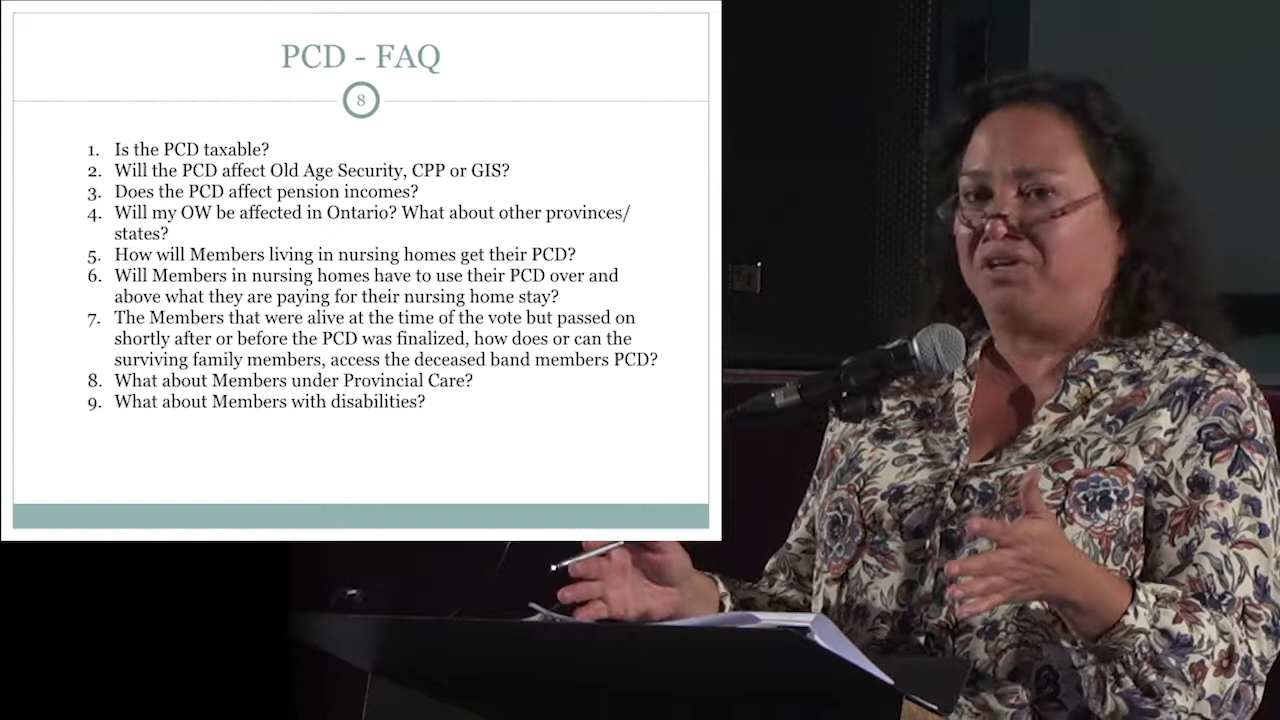 PCD - FAQ
8
1. Is the PCD taxable?
2. Will the PCD affect Old Age Security, CPP or GIS?
3. Does the PCD affect pension incomes?
4. Will my OW be affected in Ontario? What about other provinces/
states?
5. How will Members living in nursing homes get their PCD?
6. Will Members in nursing homes have to use their PCD over and
above what they are paying for their nursing home stay?
7. The Members that were alive at the time of the vote but passed on
shortly after or before the PCD was finalized, how does or can the
surviving family members, access the deceased band members PCD?
8. What about Members under Provincial Care?
9. What about Members with disabilities?